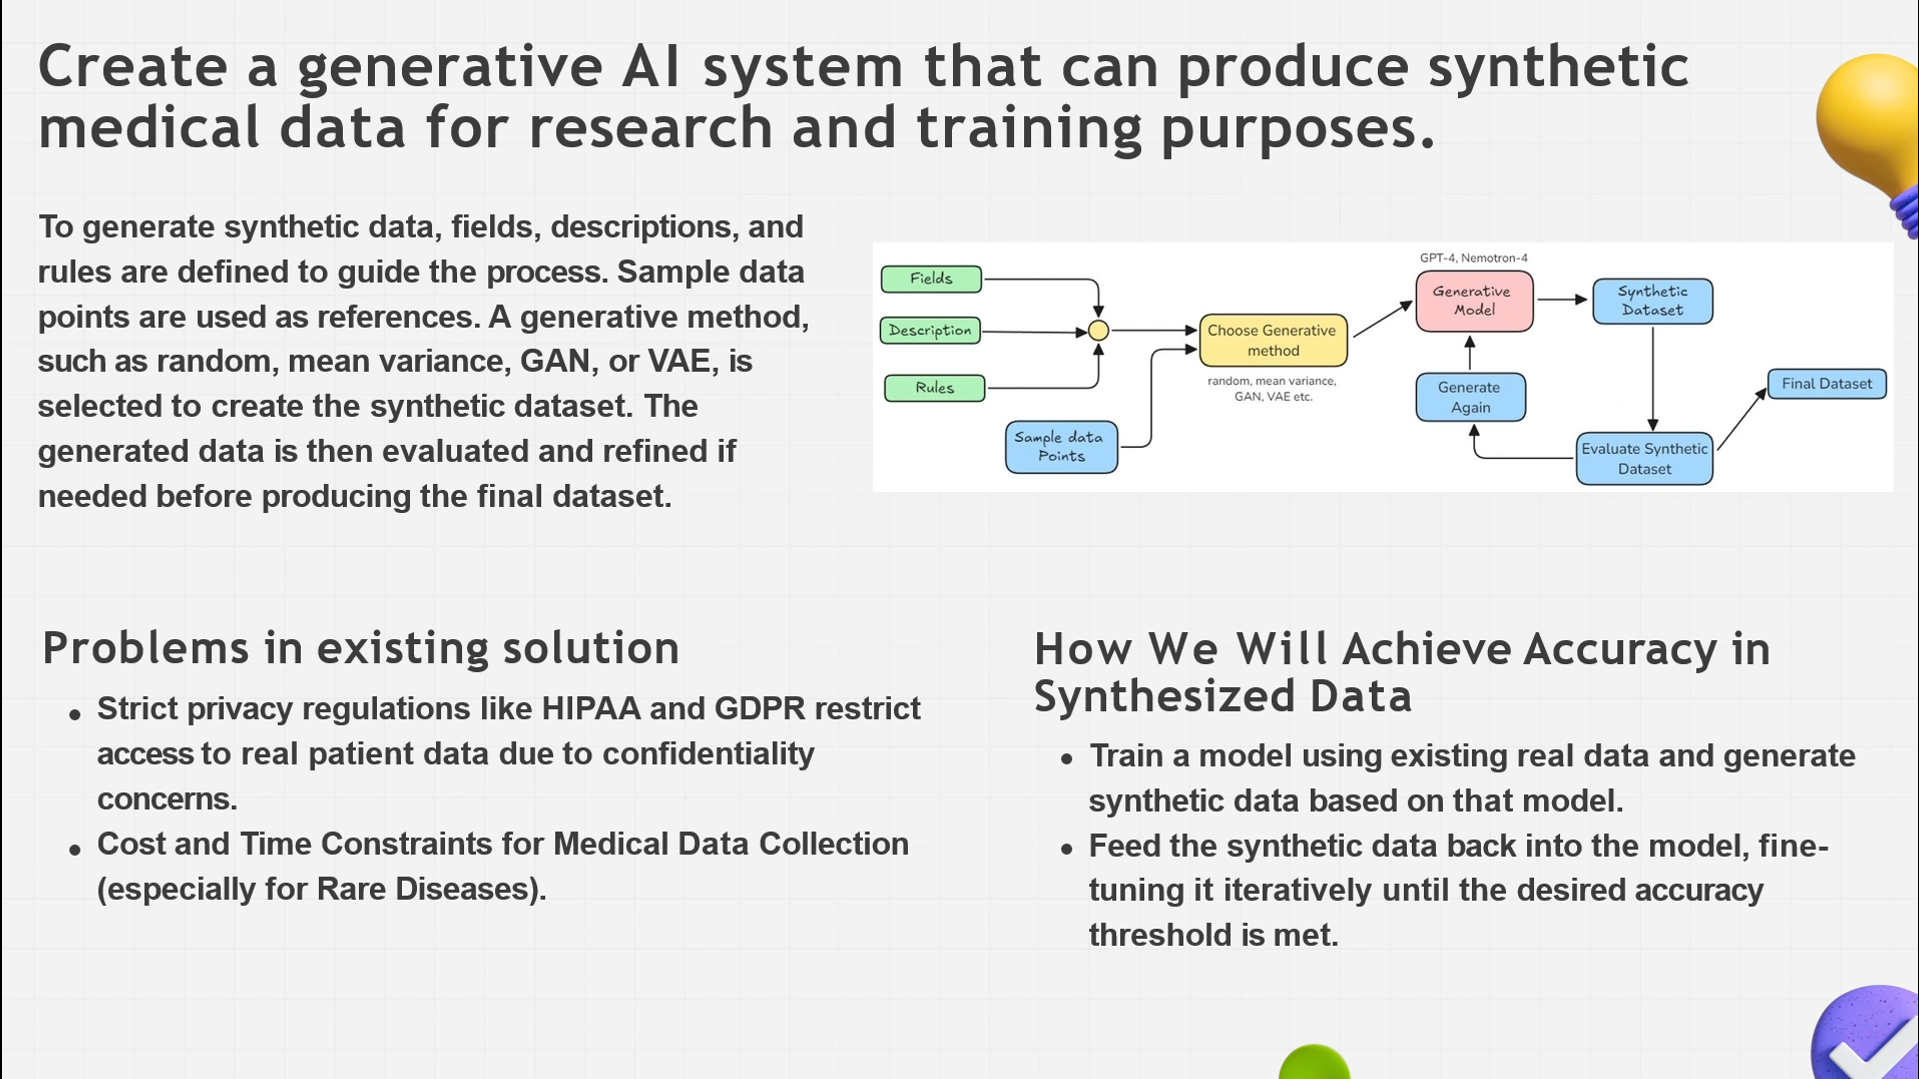 Create a generative AI system that can produce synthetic
medical data for research and training purposes.
To generate synthetic data, fields, descriptions, and
rules are defined to guide the process. Sample data
points are used as references. A generative method,
such as random, mean variance, GAN, or VAE, is
selected to create the synthetic dataset. The
generated data is then evaluated and refined if
needed before producing the final dataset.
Fields
Description
Rules
Sample data
Points
Choose Generative
method
random, mean variance,
GAN, VAE etc.
GPT-4, Nemotron-4
Generative
Model
Generate
Again
Synthetic
Dataset
Evaluate Synthetic
Dataset
Final Dataset
Problems in existing solution
• Strict privacy regulations like HIPAA and GDPR restrict
access to real patient data due to confidentiality
concerns.
• Cost and Time Constraints for Medical Data Collection
(especially for Rare Diseases).
How We Will Achieve Accuracy in
Synthesized Data
• Train a model using existing real data and generate
synthetic data based on that model.
• Feed the synthetic data back into the model, fine-
tuning it iteratively until the desired accuracy
threshold is met.